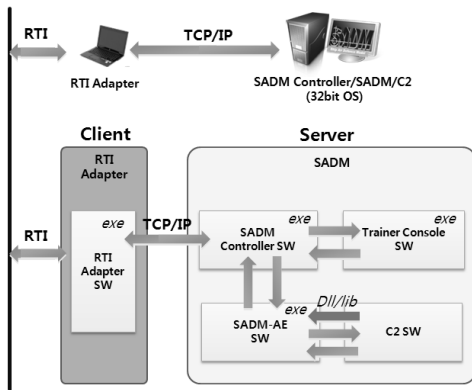 RTI
TCP/IP
RTI Adapter
SADM Controller/SADM/C2
(32bit OS)
Client
Server
RTI
Adapter
SADM
exe
exe
exe
RTI
TCP/IP
RTI
Adapter
SW
SADM
Controller SW
Trainer Console
SW
exe
Dll/lib
SADM-AE
SW
C2 SW